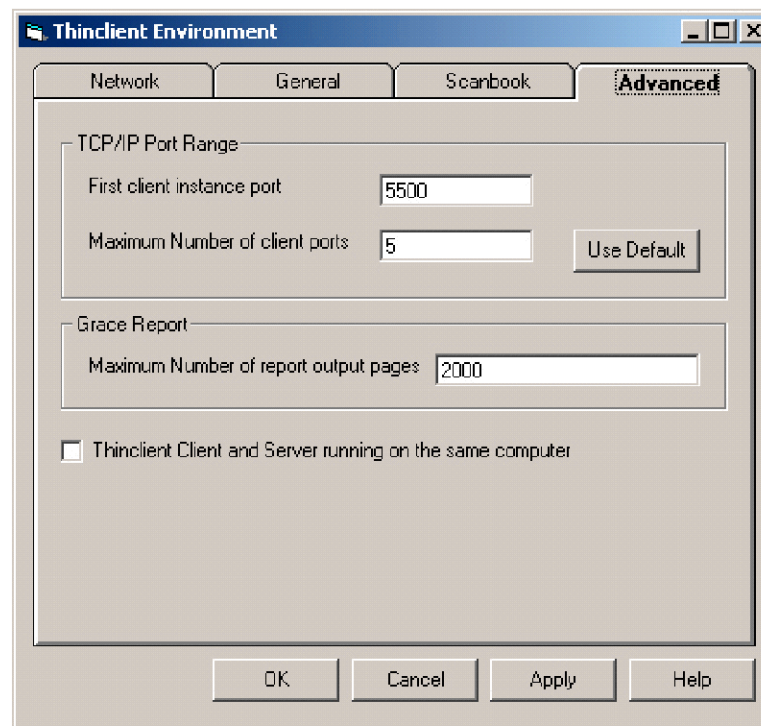 Thinclient Environment
Network General Scanbook Advanced
TCP/IP Port Range
First client instance port 5500
Maximum Number of client ports 5 Use Default
Grace Report
Maximum Number of report output pages 2000
Thinclient Client and Server running on the same computer
OK Cancel Apply Help